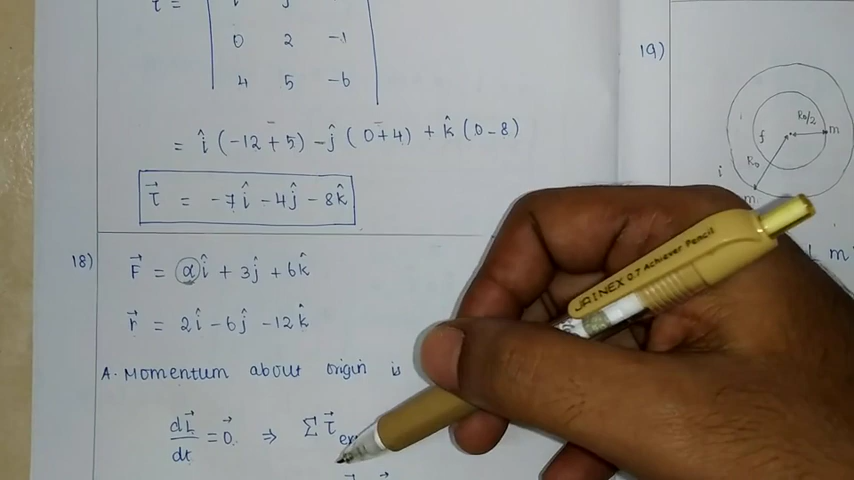 τ =
0 2 -1
4 5 -6
= î (-12 + 5) - ĵ (0+4) + k̂ (0-8)
τ⃗ = -7î - 4ĵ - 8k̂
18) F⃗ = αî + 3ĵ + 6k̂
r⃗ = 2î - 6ĵ - 12k̂
A. Momentum about origin is
dL⃗/dt = 0⃗ ⇒ Στ⃗
19)
R₀/2
m
f
R₀
i
m
JAINEX 0.7 Achiever Pencil